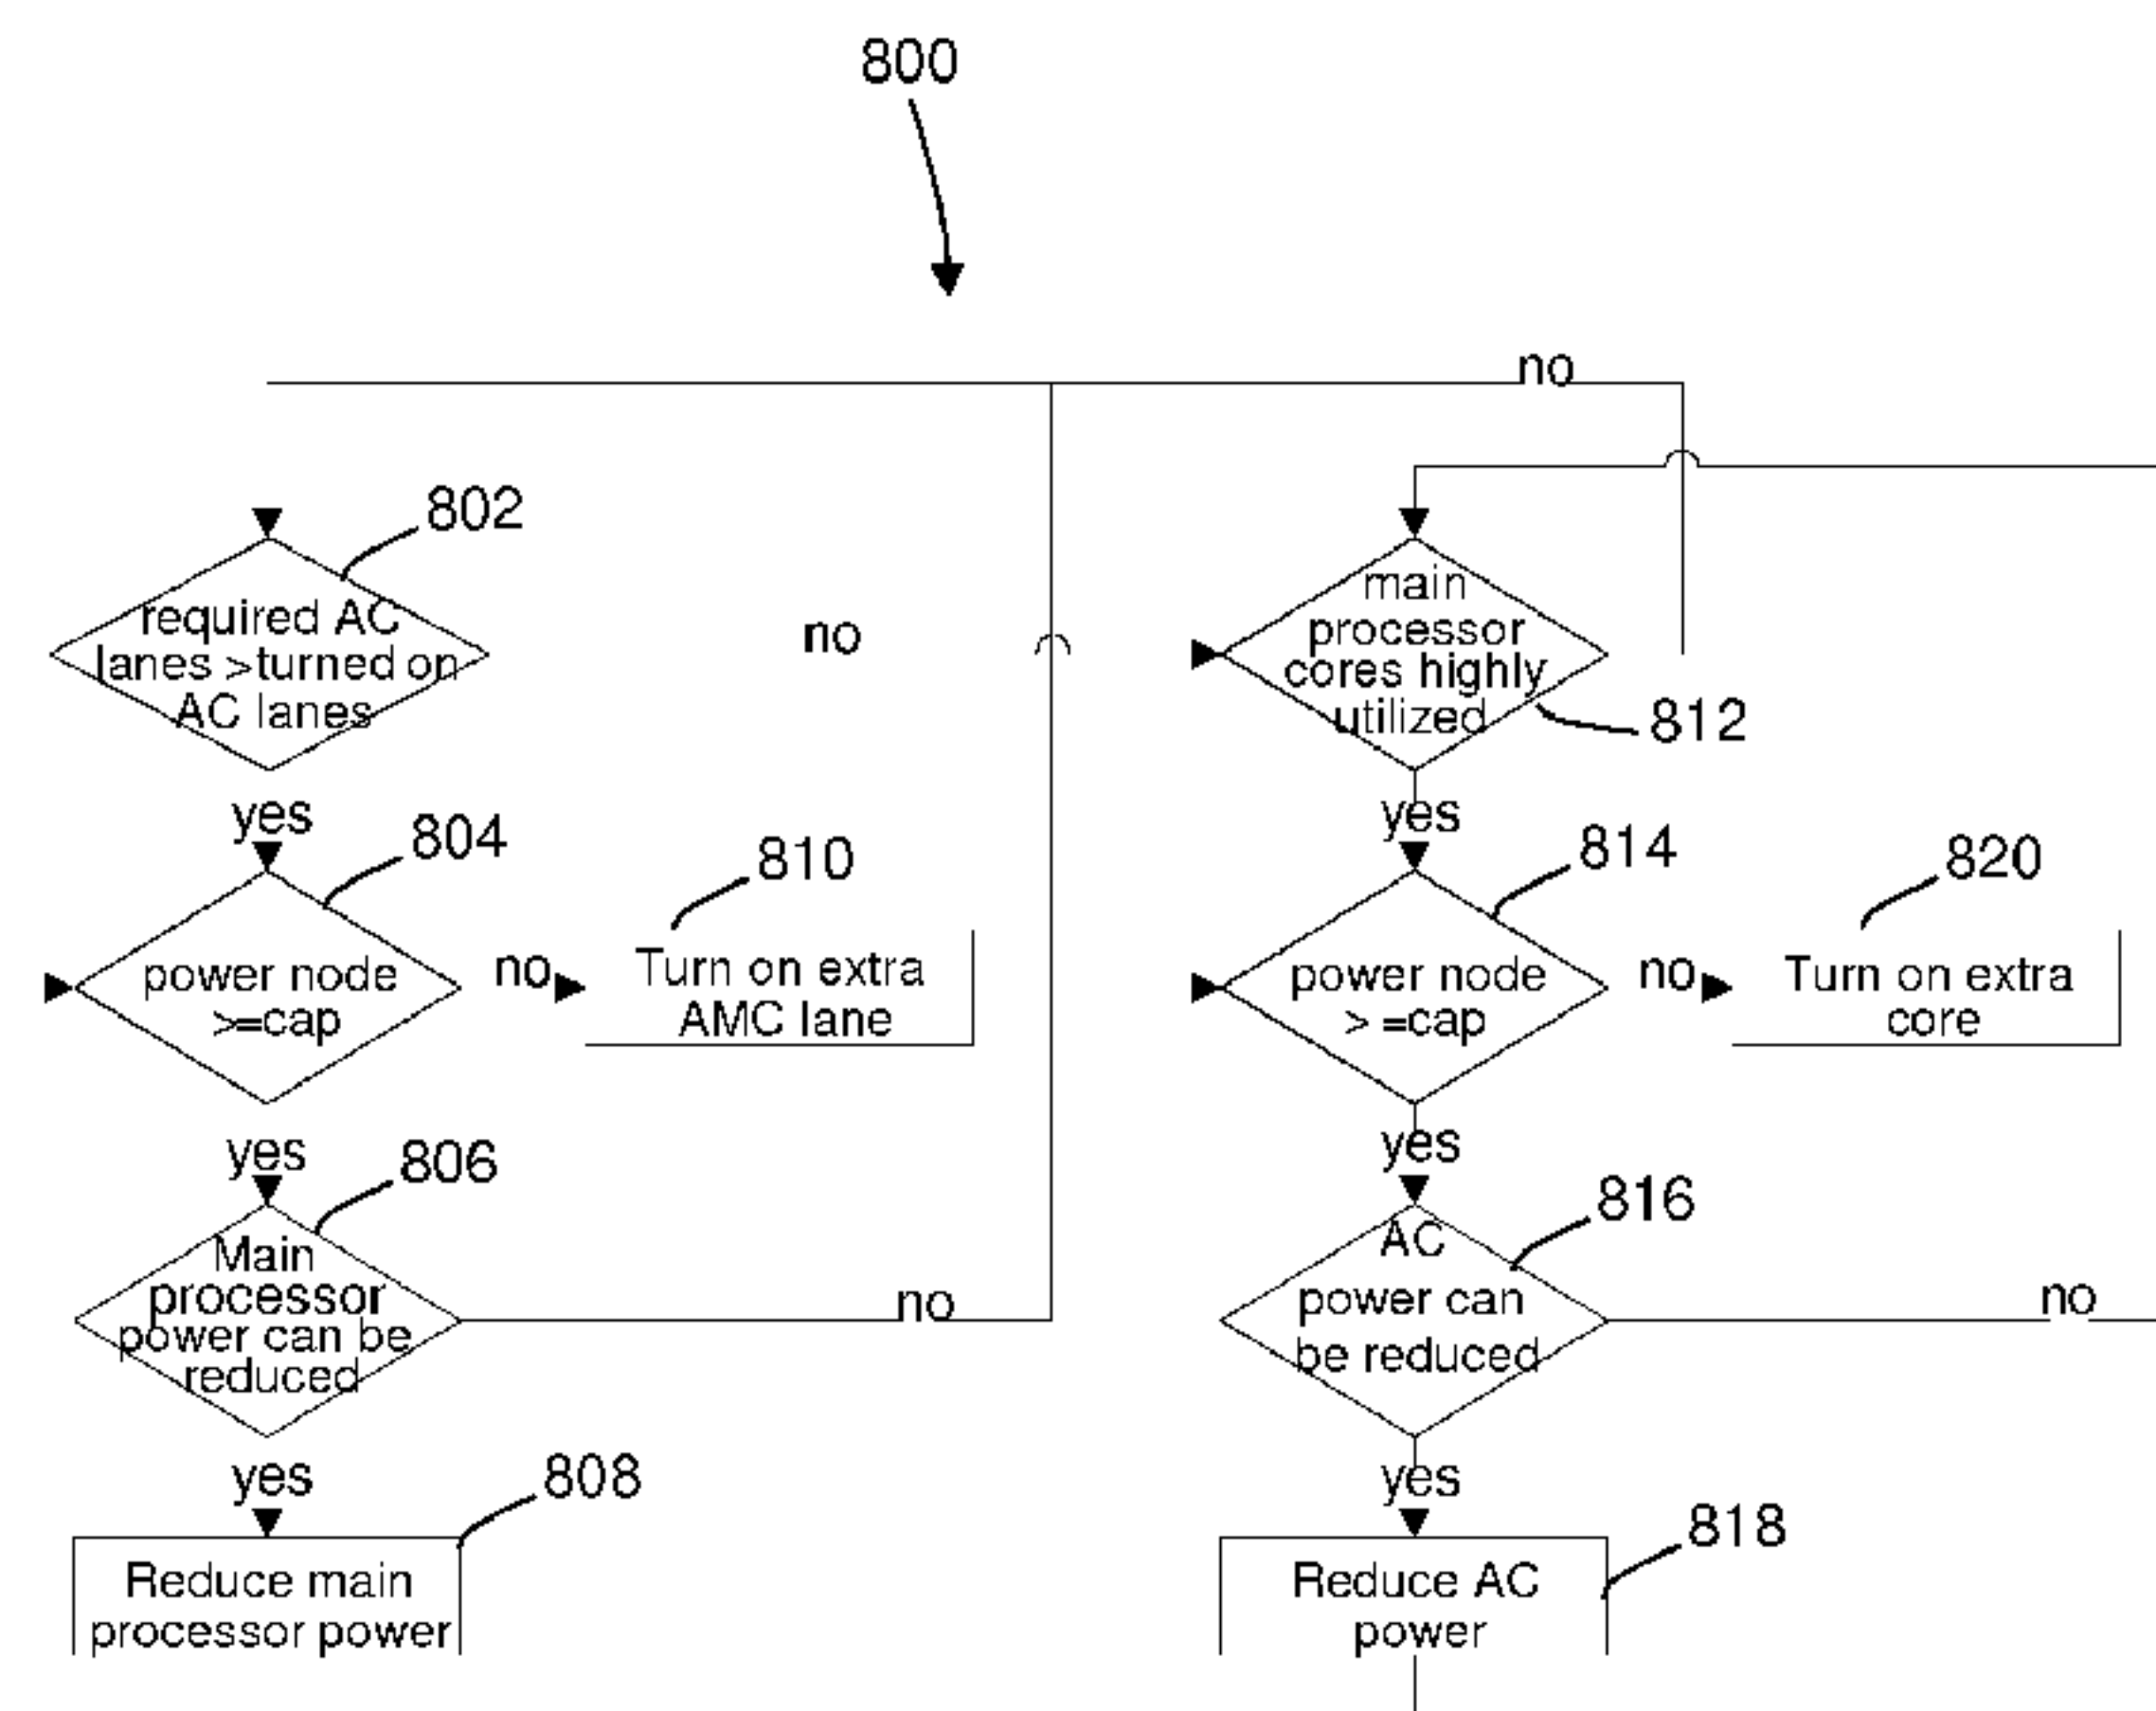 800
no
802
required AC
lanes >turned on
AC lanes
no
main
processor
cores highly
utilized
812
yes
804
810
yes
814
820
power node
>=cap
no
Turn on extra
AMC lane
power node
> =cap
no
Turn on extra
core
yes
806
yes
816
Main
processor
power can be
reduced
no
AC
power can
be reduced
no
yes
808
yes
818
Reduce main
processor power
Reduce AC
power